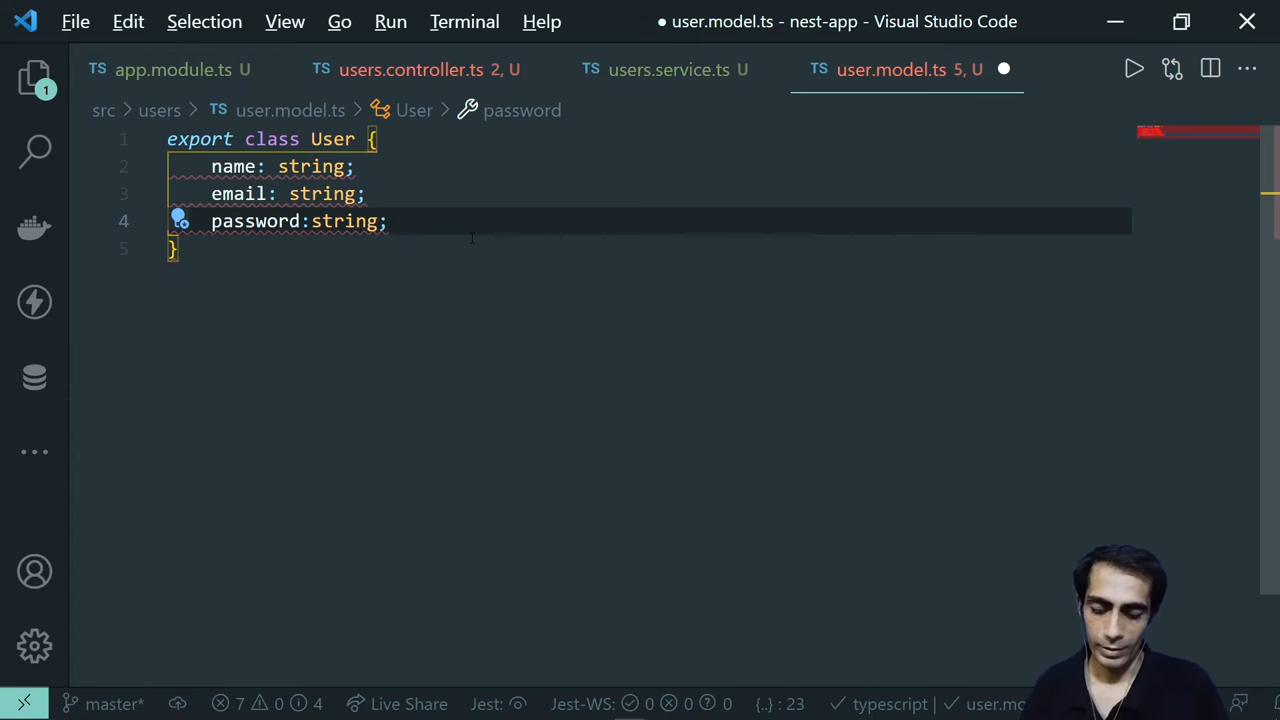 File Edit Selection View Go Run Terminal Help ● user.model.ts - nest-app - Visual Studio Code
TS app.module.ts U TS users.controller.ts 2, U TS users.service.ts U TS user.model.ts 5, U
src > users > TS user.model.ts > User > password
1 export class User {
2 name: string;
3 email: string;
4 password:string;
5 }
1
master* 7 0 4 Live Share Jest: Jest-WS: 0 0 0 {..} : 23 typescript user.mo